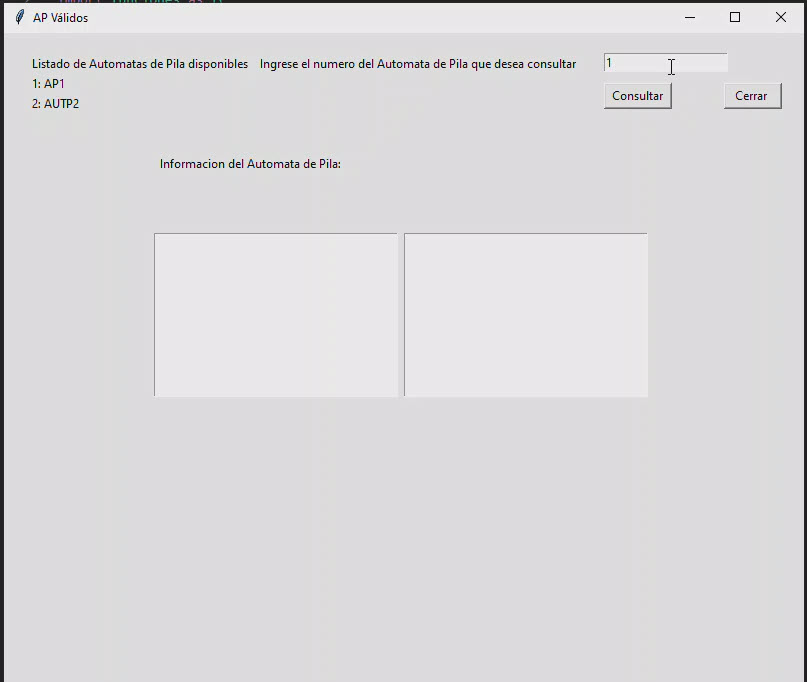 AP Válidos
Listado de Automatas de Pila disponibles Ingrese el numero del Automata de Pila que desea consultar 1
1: AP1
Consultar Cerrar
2: AUTP2
Informacion del Automata de Pila: